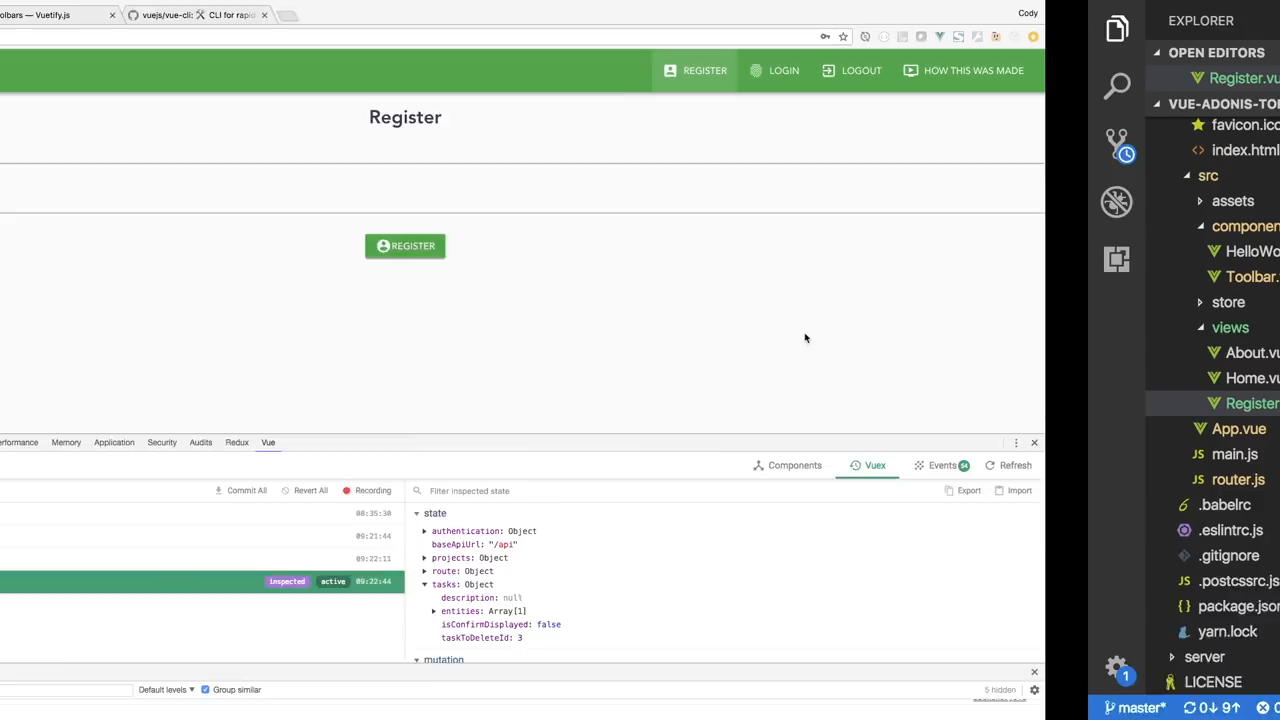 olbars — Vuetify.js
vuejs/vue-cli: 🛠 CLI for rapid
Cody
REGISTER
LOGIN
LOGOUT
HOW THIS WAS MADE
Register
REGISTER
erformance
Memory
Application
Security
Audits
Redux
Vue
Components
Vuex
Events 54
Refresh
Commit All
Revert All
Recording
Filter inspected state
Export
Import
08:35:30
09:21:44
09:22:11
inspected active 09:22:44
state
authentication: Object
baseApiUrl: "/api"
projects: Object
route: Object
tasks: Object
description: null
entities: Array[1]
isConfirmDisplayed: false
taskToDeleteId: 3
mutation
Default levels ▼
Group similar
5 hidden
EXPLORER
OPEN EDITORS
Register.vu
VUE-ADONIS-TO
favicon.ico
index.html
src
assets
componen
HelloWo
Toolbar.
store
views
About.vu
Home.vu
Register
App.vue
main.js
router.js
.babelrc
.eslintrc.js
.gitignore
.postcssrc.js
package.json
yarn.lock
server
LICENSE
1
master* 0↓ 9↑ 0